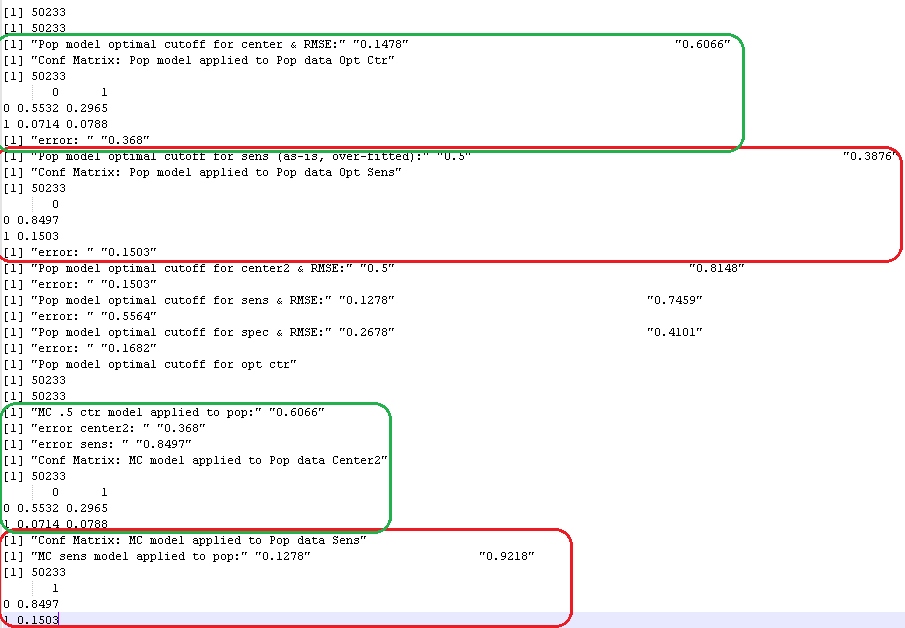 [1] 50233
[1] 50233
[1] "Pop model optimal cutoff for center & RMSE:" "0.1478" "0.6066"
[1] "Conf Matrix: Pop model applied to Pop data Opt Ctr"
[1] 50233
0 1
0 0.5532 0.2965
1 0.0714 0.0788
[1] "error: " "0.368"
[1] "Pop model optimal cutoff for sens (as-is, over-fitted):" "0.5" "0.3876"
[1] "Conf Matrix: Pop model applied to Pop data Opt Sens"
[1] 50233
0
0 0.8497
1 0.1503
[1] "error: " "0.1503"
[1] "Pop model optimal cutoff for center2 & RMSE:" "0.5" "0.8148"
[1] "error: " "0.1503"
[1] "Pop model optimal cutoff for sens & RMSE:" "0.1278" "0.7459"
[1] "error: " "0.5564"
[1] "Pop model optimal cutoff for spec & RMSE:" "0.2678" "0.4101"
[1] "error: " "0.1682"
[1] "Pop model optimal cutoff for opt ctr"
[1] 50233
[1] 50233
[1] "MC .5 ctr model applied to pop:" "0.6066"
[1] "error center2: " "0.368"
[1] "error sens: " "0.8497"
[1] "Conf Matrix: MC model applied to Pop data Center2"
[1] 50233
0 1
0 0.5532 0.2965
1 0.0714 0.0788
[1] "Conf Matrix: MC model applied to Pop data Sens"
[1] "MC sens model applied to pop:" "0.1278" "0.9218"
[1] 50233
1
0 0.8497
1 0.1503